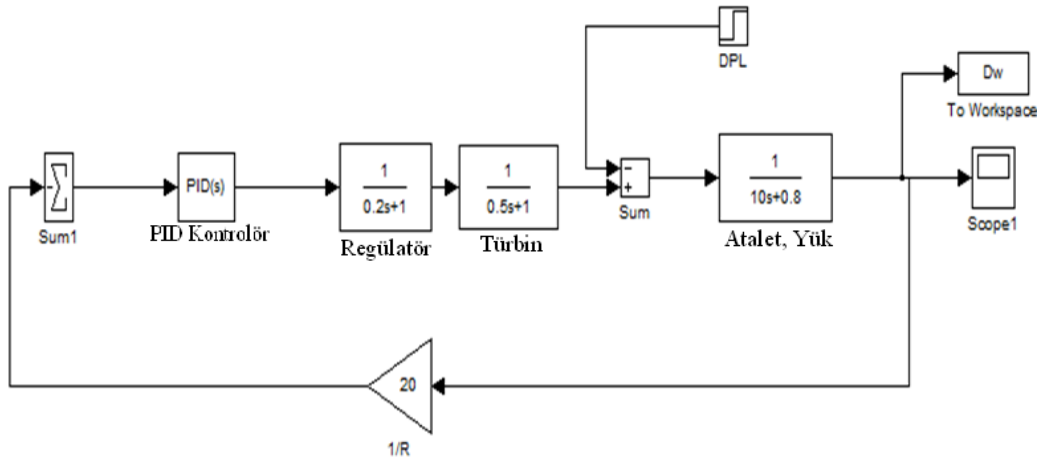 DPL
Dw
To Workspace
Sum1
PID(s)
PID Kontrolör
1
0.2s+1
Regülatör
1
0.5s+1
Türbin
−
+
Sum
1
10s+0.8
Atalet, Yük
Scope1
20
1/R